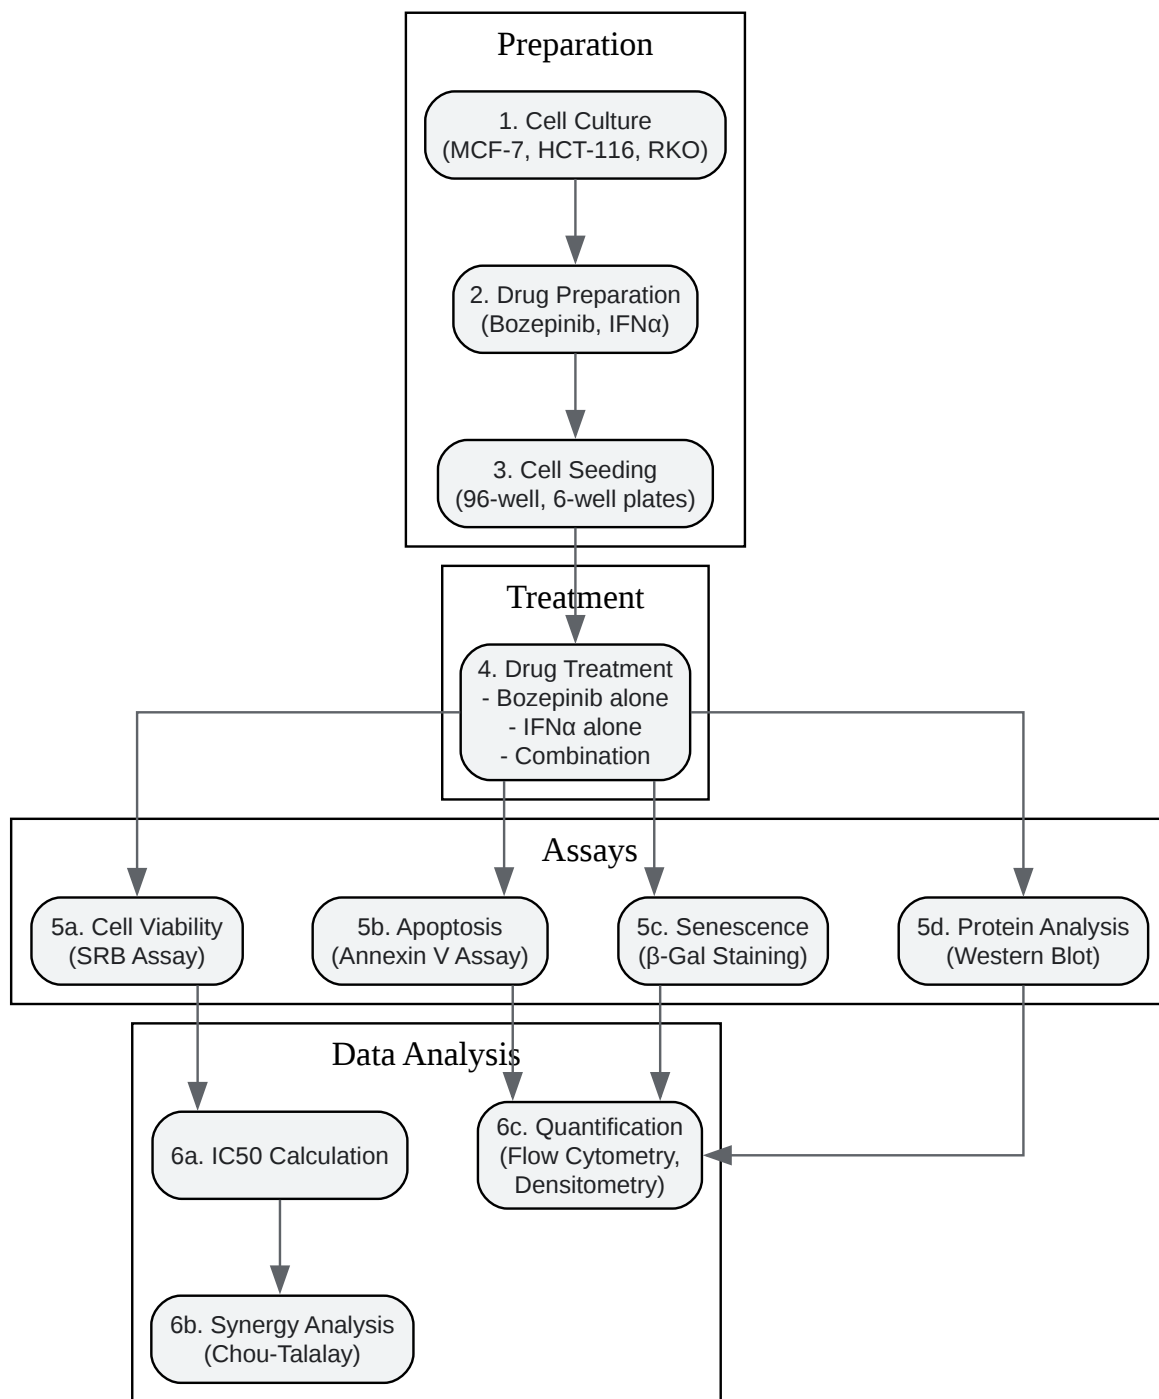 Preparation
1. Cell Culture
(MCF-7, HCT-116, RKO)
2. Drug Preparation
(Bozepinib, IFNα)
3. Cell Seeding
(96-well, 6-well plates)
Treatment
4. Drug Treatment
- Bozepinib alone
- IFNα alone
- Combination
Assays
5a. Cell Viability
(SRB Assay)
5b. Apoptosis
(Annexin V Assay)
5c. Senescence
(β-Gal Staining)
5d. Protein Analysis
(Western Blot)
Data Analysis
6a. IC50 Calculation
6c. Quantification
(Flow Cytometry,
Densitometry)
6b. Synergy Analysis
(Chou-Talalay)